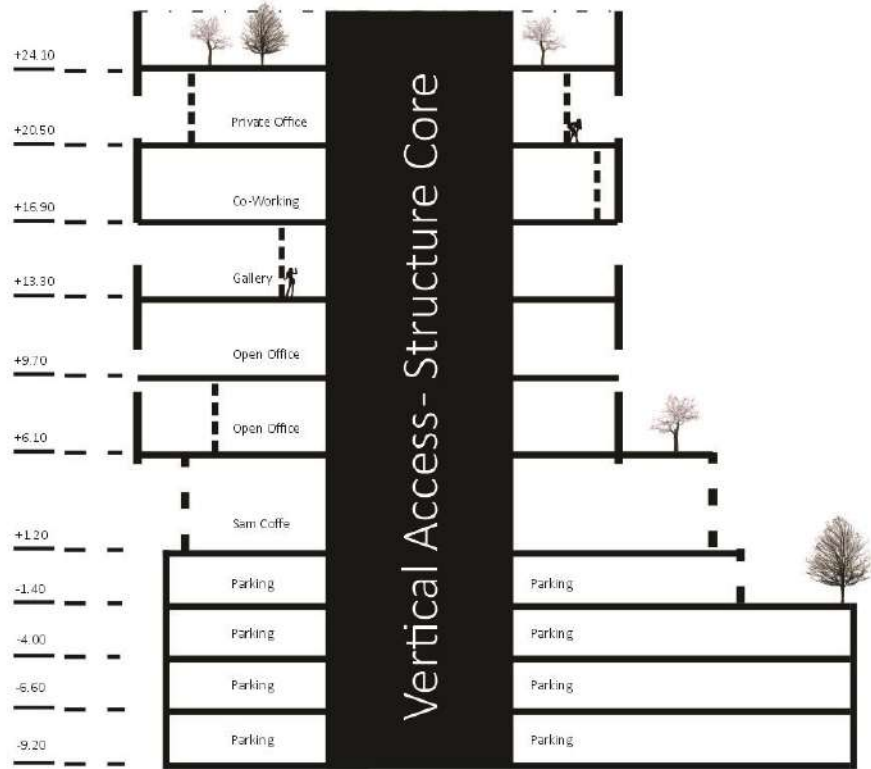 +24.10
Private Office
+20.50
Co-Working
+16.90
Gallery
+13.30
Open Office
+9.70
Open Office
+6.10
Sam Coffe
+1.20
Parking Parking
-1.40
Parking Parking
-4.00
Parking Parking
-6.60
Parking Parking
-9.20
Vertical Access- Structure Core